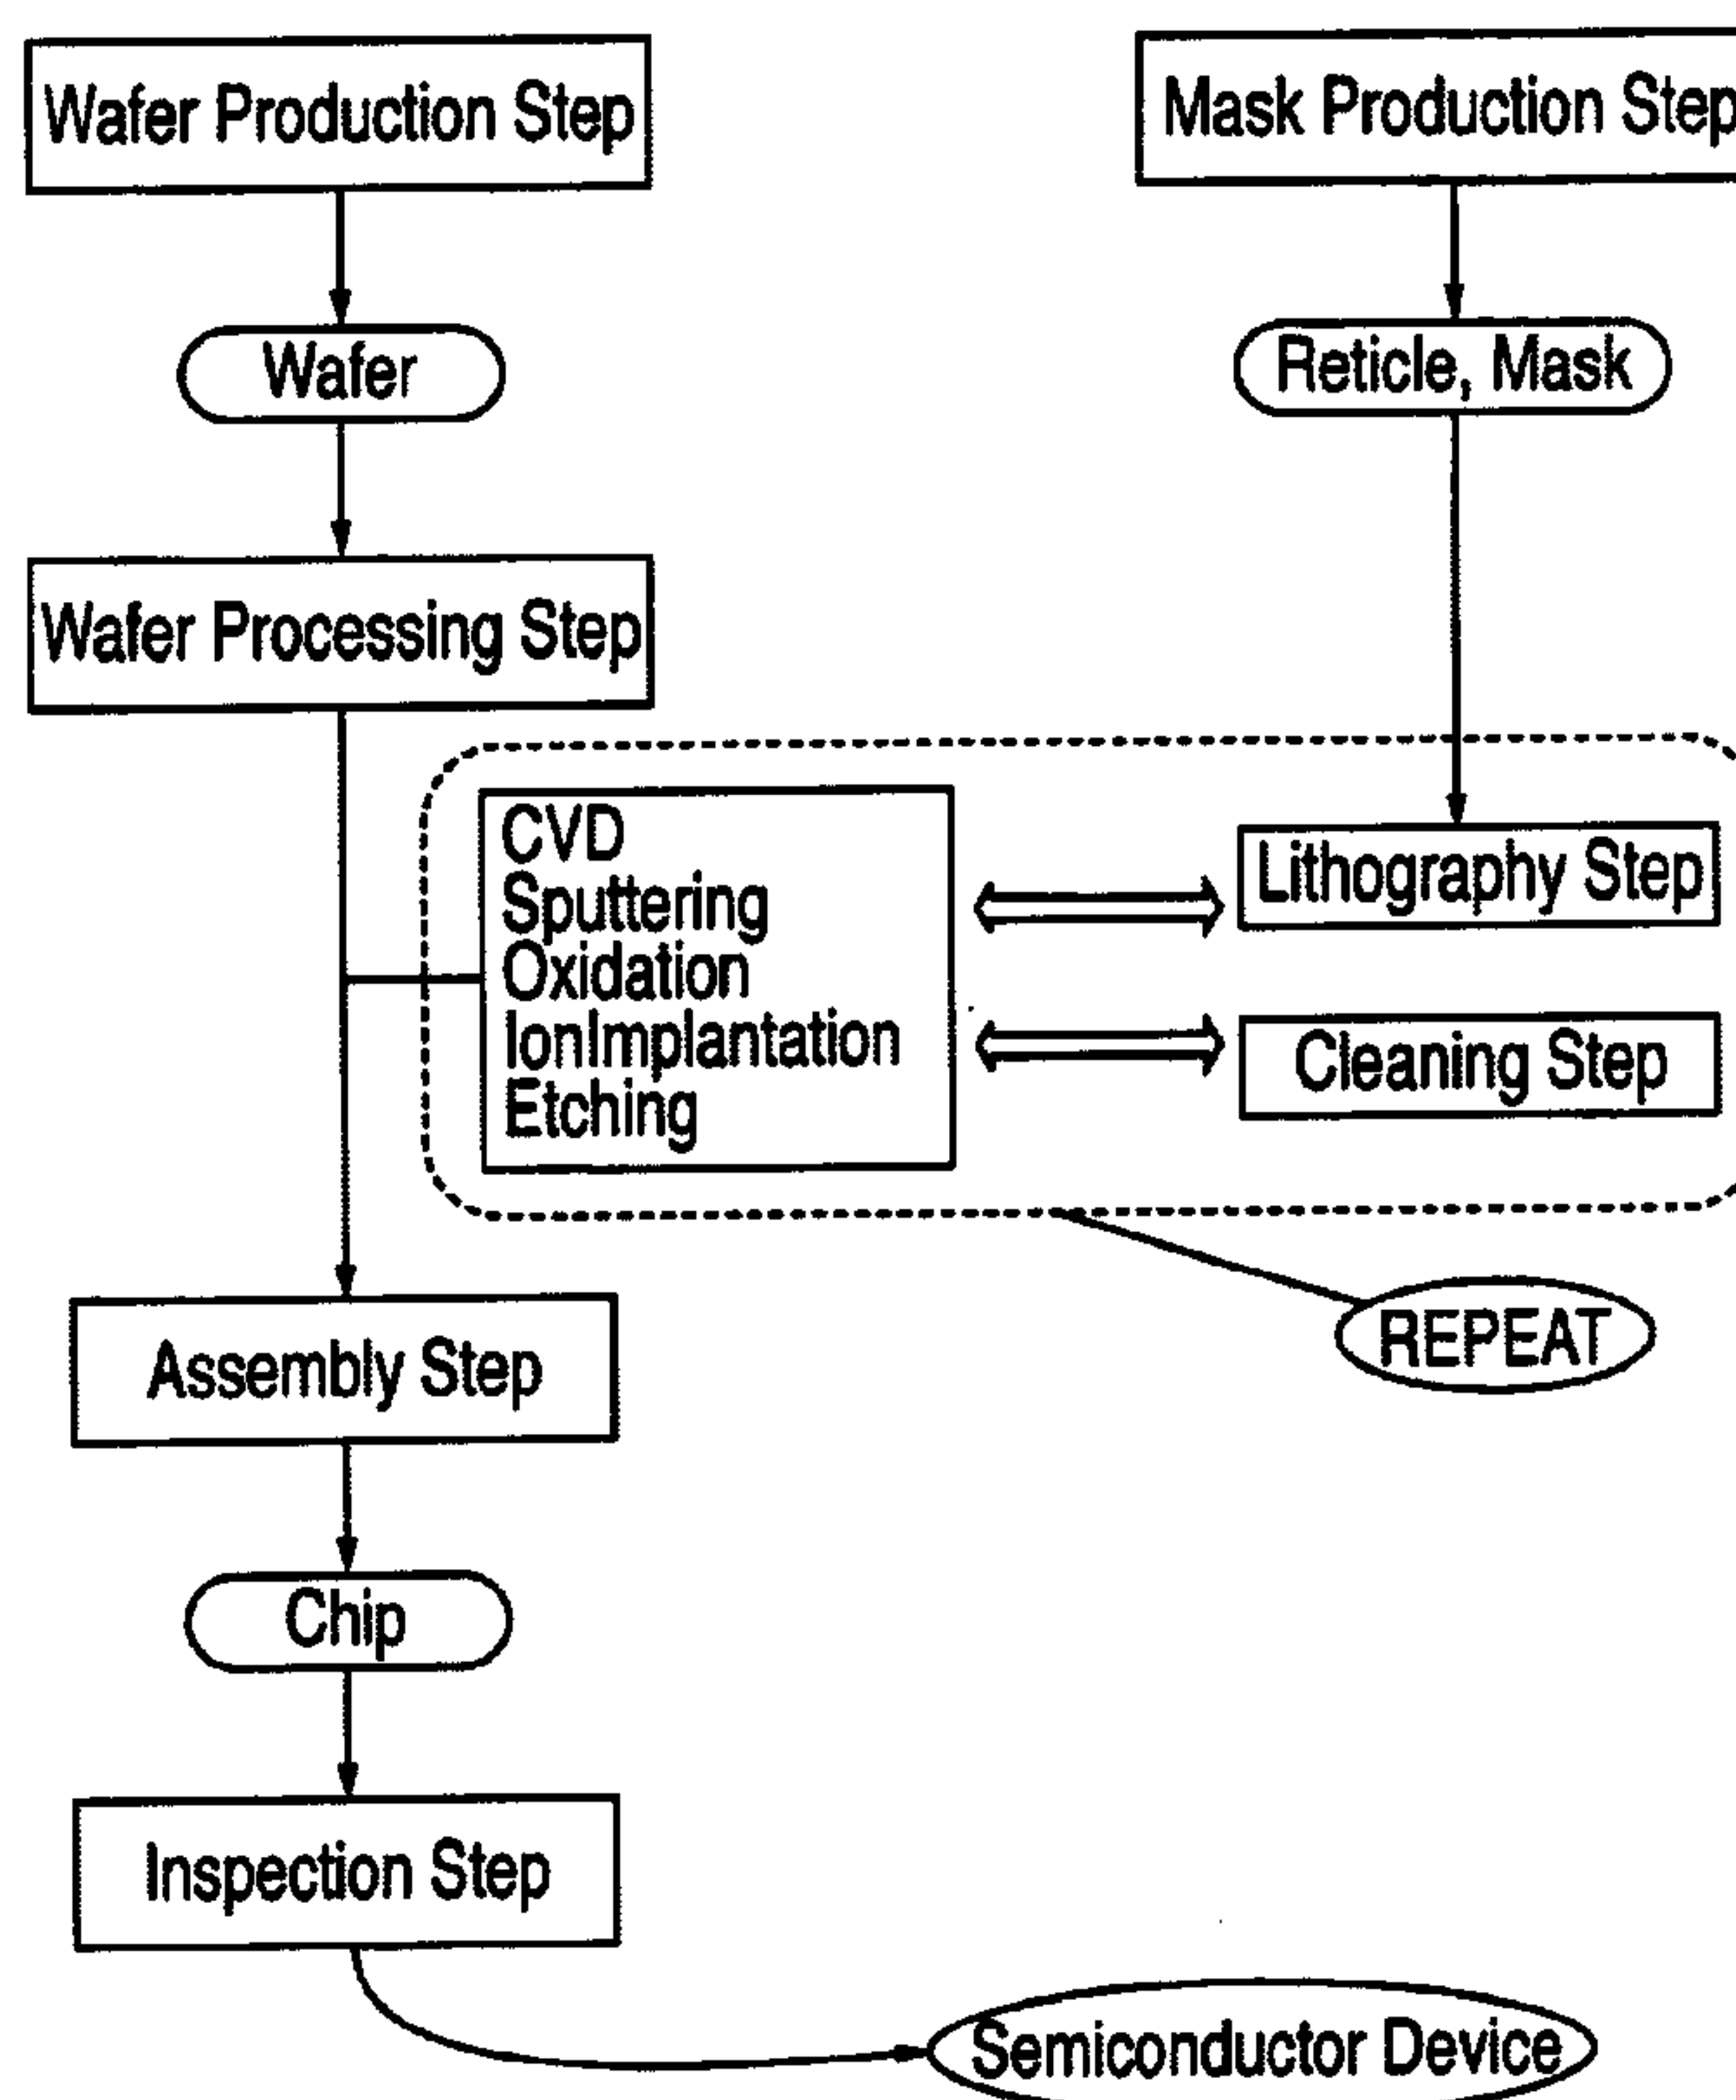 Wafer Production Step
Mask Production Step
Wafer
Reticle, Mask
Wafer Processing Step
CVD
Sputtering
Oxidation
IonImplantation
Etching
Lithography Step
Cleaning Step
REPEAT
Assembly Step
Chip
Inspection Step
Semiconductor Device